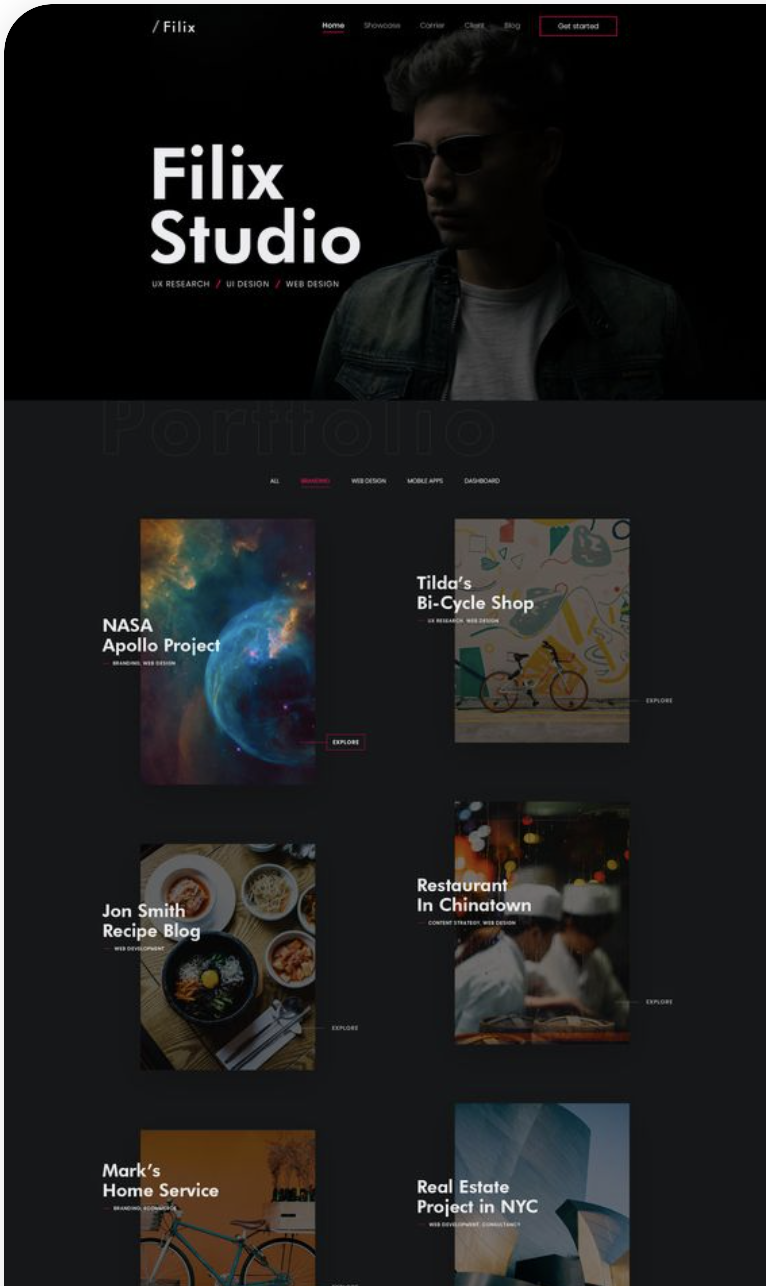 / Filix
Home Showcase Carrier Client Blog Get started
Filix
Studio
UX RESEARCH / UI DESIGN / WEB DESIGN
Portfolio
ALL BRANDING WEB DESIGN MOBILE APPS DASHBOARD
NASA
Apollo Project
BRANDING, WEB DESIGN
EXPLORE
Tilda's
Bi-Cycle Shop
UX RESEARCH, WEB DESIGN
EXPLORE
Jon Smith
Recipe Blog
WEB DEVELOPMENT
EXPLORE
Restaurant
In Chinatown
CONTENT STRATEGY, WEB DESIGN
EXPLORE
Mark's
Home Service
BRANDING, ECOMMERCE
Real Estate
Project in NYC
WEB DEVELOPMENT, CONSULTANCY